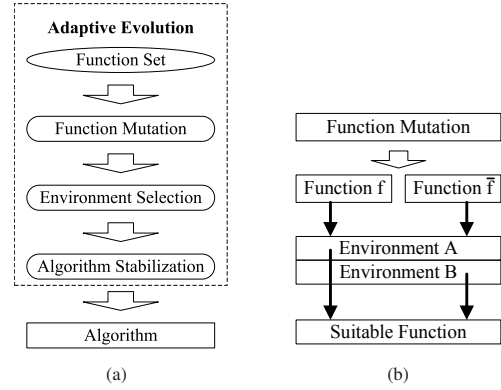 Adaptive Evolution
Function Set
Function Mutation
Environment Selection
Algorithm Stabilization
Algorithm
(a)
Function Mutation
Function f
Function f̄
Environment A
Environment B
Suitable Function
(b)